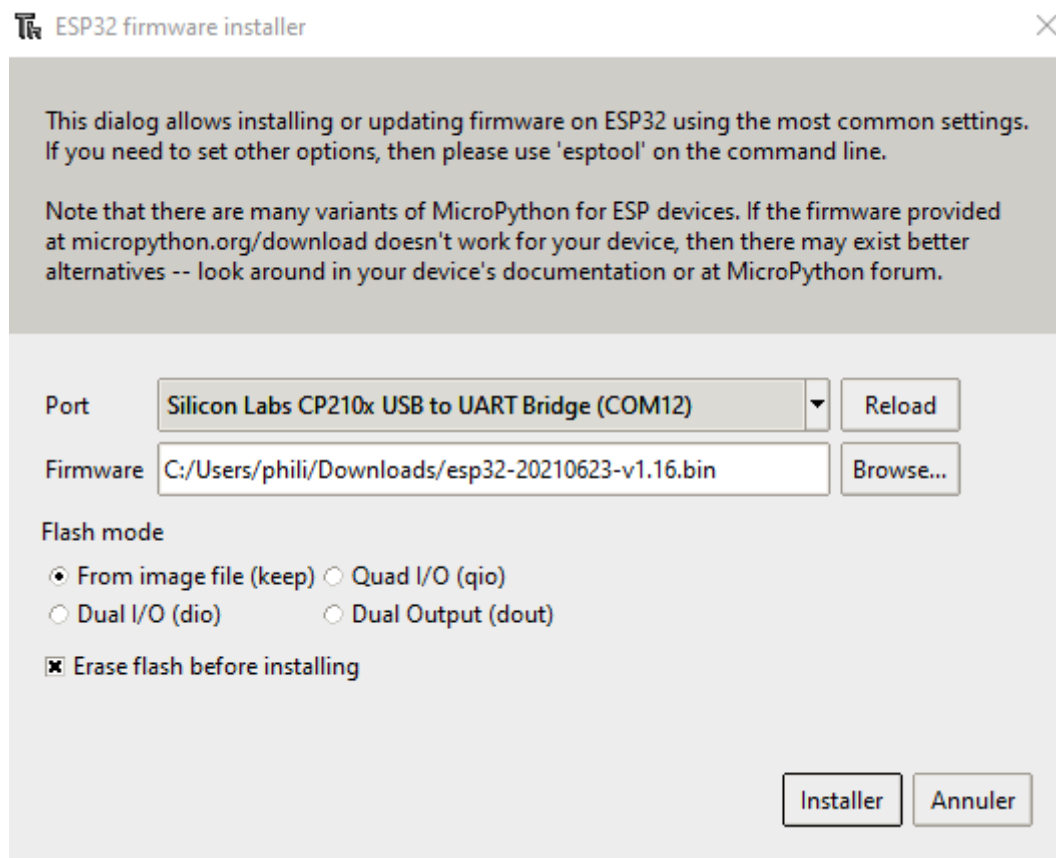 ESP32 firmware installer
This dialog allows installing or updating firmware on ESP32 using the most common settings.
If you need to set other options, then please use 'esptool' on the command line.
Note that there are many variants of MicroPython for ESP devices. If the firmware provided
at micropython.org/download doesn't work for your device, then there may exist better
alternatives -- look around in your device's documentation or at MicroPython forum.
Port Silicon Labs CP210x USB to UART Bridge (COM12) Reload
Firmware C:/Users/phili/Downloads/esp32-20210623-v1.16.bin Browse...
Flash mode
From image file (keep) Quad I/O (qio)
Dual I/O (dio) Dual Output (dout)
Erase flash before installing
Installer Annuler